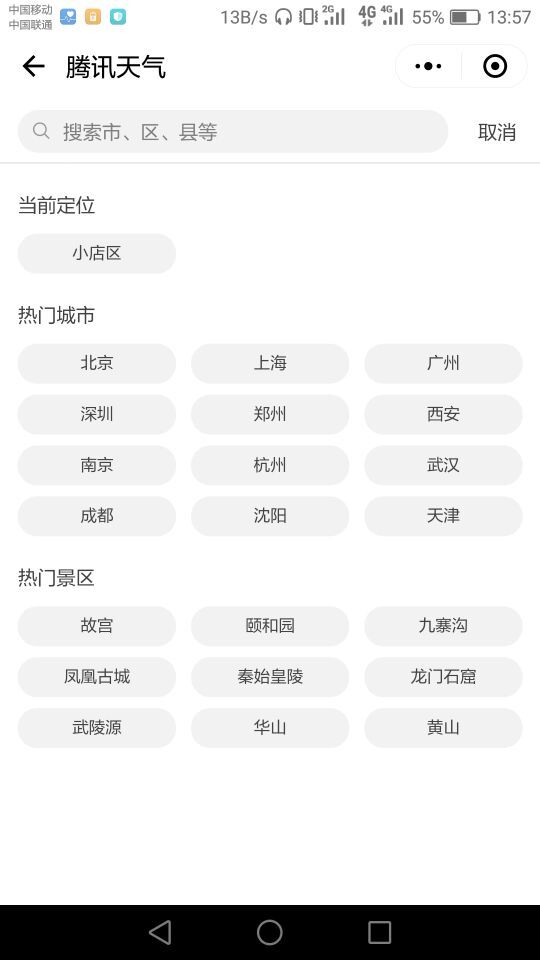 中国移动
中国联通
13B/s 2G 4G 4G 55% 13:57
腾讯天气
搜索市、区、县等 取消
当前定位
小店区
热门城市
北京 上海 广州
深圳 郑州 西安
南京 杭州 武汉
成都 沈阳 天津
热门景区
故宫 颐和园 九寨沟
凤凰古城 秦始皇陵 龙门石窟
武陵源 华山 黄山